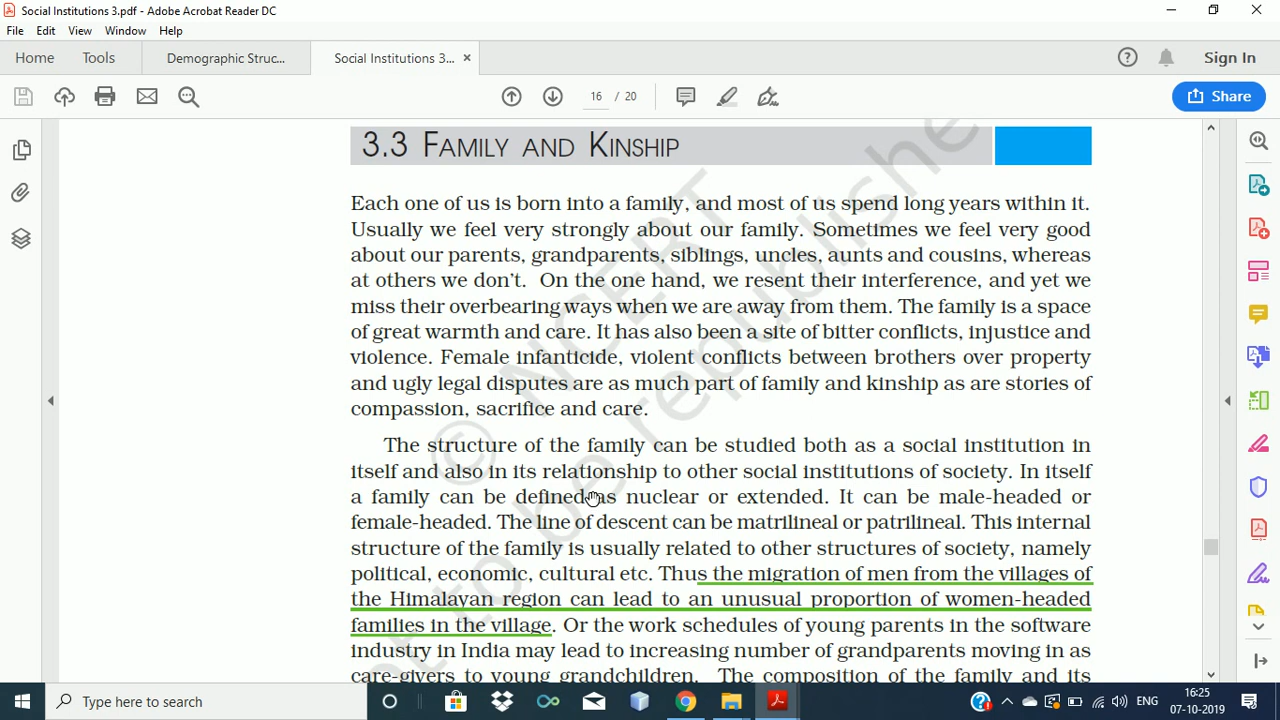 Social Institutions 3.pdf - Adobe Acrobat Reader DC
File Edit View Window Help
Home Tools Demographic Struc... Social Institutions 3... × Sign In
16 / 20 Share
3.3 FAMILY AND KINSHIP
Each one of us is born into a family, and most of us spend long years within it.
Usually we feel very strongly about our family. Sometimes we feel very good
about our parents, grandparents, siblings, uncles, aunts and cousins, whereas
at others we don't. On the one hand, we resent their interference, and yet we
miss their overbearing ways when we are away from them. The family is a space
of great warmth and care. It has also been a site of bitter conflicts, injustice and
violence. Female infanticide, violent conflicts between brothers over property
and ugly legal disputes are as much part of family and kinship as are stories of
compassion, sacrifice and care.
The structure of the family can be studied both as a social institution in
itself and also in its relationship to other social institutions of society. In itself
a family can be defined as nuclear or extended. It can be male-headed or
female-headed. The line of descent can be matrilineal or patrilineal. This internal
structure of the family is usually related to other structures of society, namely
political, economic, cultural etc. Thus the migration of men from the villages of
the Himalayan region can lead to an unusual proportion of women-headed
families in the village. Or the work schedules of young parents in the software
industry in India may lead to increasing number of grandparents moving in as
care-givers to young grandchildren. The composition of the family and its
© NCERT
not to be republishe
Type here to search
ENG
16:25
07-10-2019